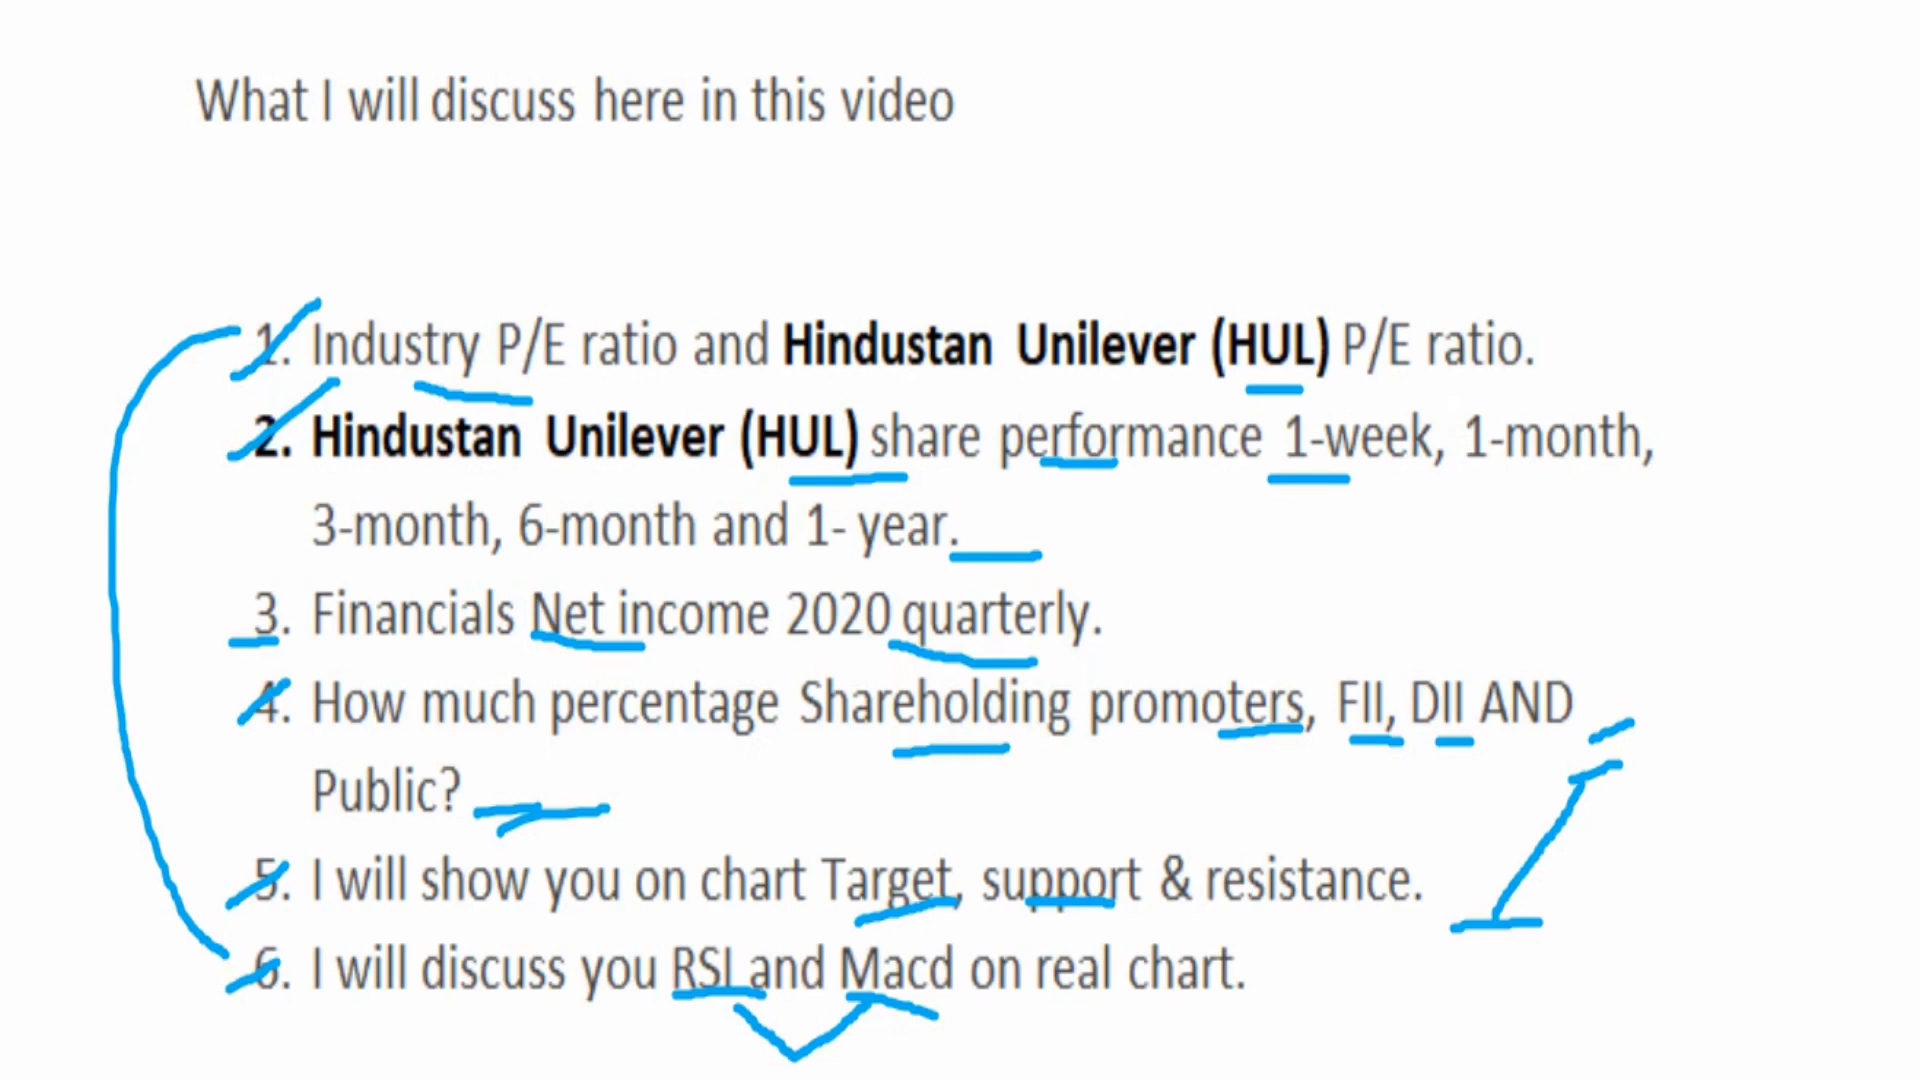 What I will discuss here in this video
1. Industry P/E ratio and Hindustan Unilever (HUL) P/E ratio.
2. Hindustan Unilever (HUL) share performance 1-week, 1-month,
3-month, 6-month and 1- year.
3. Financials Net income 2020 quarterly.
4. How much percentage Shareholding promoters, FII, DII AND
Public?
5. I will show you on chart Target, support & resistance.
6. I will discuss you RSI and Macd on real chart.